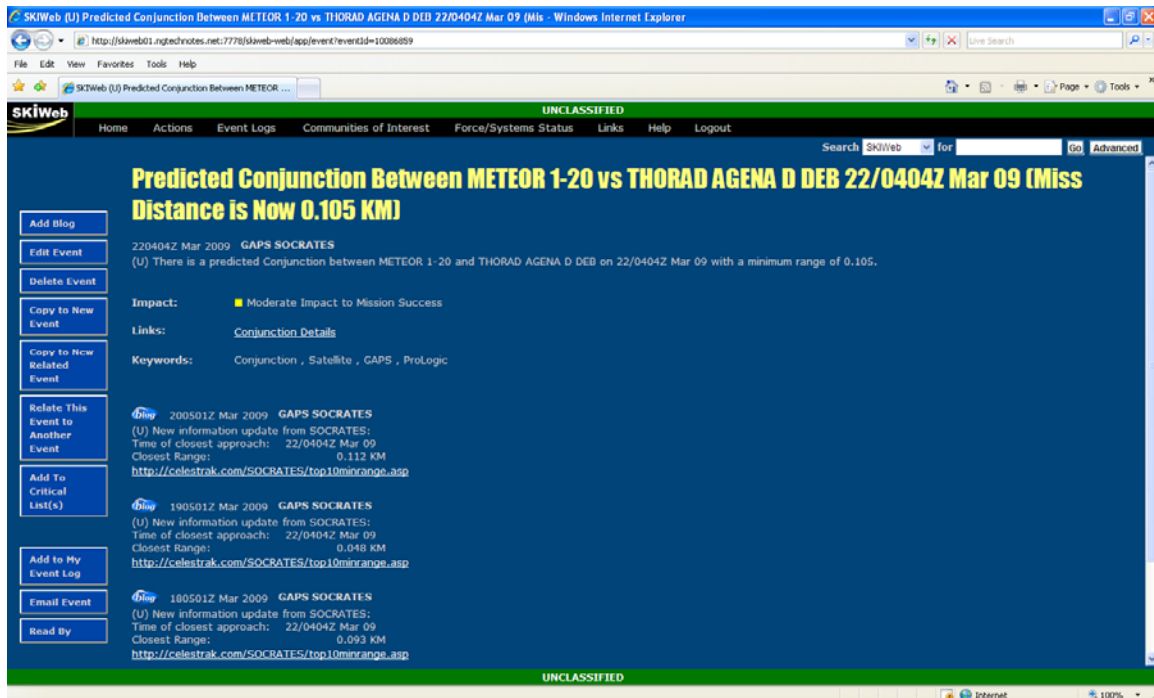 SKIWeb (U) Predicted Conjunction Between METEOR 1-20 vs THORAD AGENA D DEB 22/0404Z Mar 09 (Mis - Windows Internet Explorer
http://skiweb01.ngtechnotes.net:7778/skiweb-web/app/event?eventId=10086859
Live Search
File Edit View Favorites Tools Help
SKIWeb (U) Predicted Conjunction Between METEOR ...
Page Tools
SKIWeb
UNCLASSIFIED
Home Actions Event Logs Communities of Interest Force/Systems Status Links Help Logout
Search SKIWeb for Go Advanced
Predicted Conjunction Between METEOR 1-20 vs THORAD AGENA D DEB 22/0404Z Mar 09 (Miss
Distance is Now 0.105 KM)
220404Z Mar 2009 GAPS SOCRATES
(U) There is a predicted Conjunction between METEOR 1-20 and THORAD AGENA D DEB on 22/0404Z Mar 09 with a minimum range of 0.105.
Impact: Moderate Impact to Mission Success
Links: Conjunction Details
Keywords: Conjunction , Satellite , GAPS , ProLogic
blog 200501Z Mar 2009 GAPS SOCRATES
(U) New information update from SOCRATES:
Time of closest approach: 22/0404Z Mar 09
Closest Range: 0.112 KM
http://celestrak.com/SOCRATES/top10minrange.asp
blog 190501Z Mar 2009 GAPS SOCRATES
(U) New information update from SOCRATES:
Time of closest approach: 22/0404Z Mar 09
Closest Range: 0.048 KM
http://celestrak.com/SOCRATES/top10minrange.asp
blog 180501Z Mar 2009 GAPS SOCRATES
(U) New information update from SOCRATES:
Time of closest approach: 22/0404Z Mar 09
Closest Range: 0.093 KM
http://celestrak.com/SOCRATES/top10minrange.asp
Add Blog
Edit Event
Delete Event
Copy to New
Event
Copy to New
Related
Event
Relate This
Event to
Another
Event
Add To
Critical
List(s)
Add to My
Event Log
Email Event
Read By
UNCLASSIFIED
Internet
100%